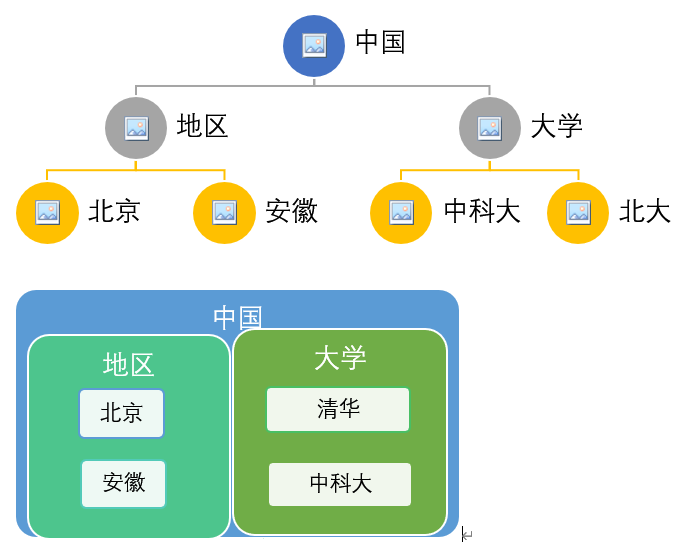 中国
地区
大学
北京
安徽
中科大
北大
中国
地区
大学
北京
清华
安徽
中科大